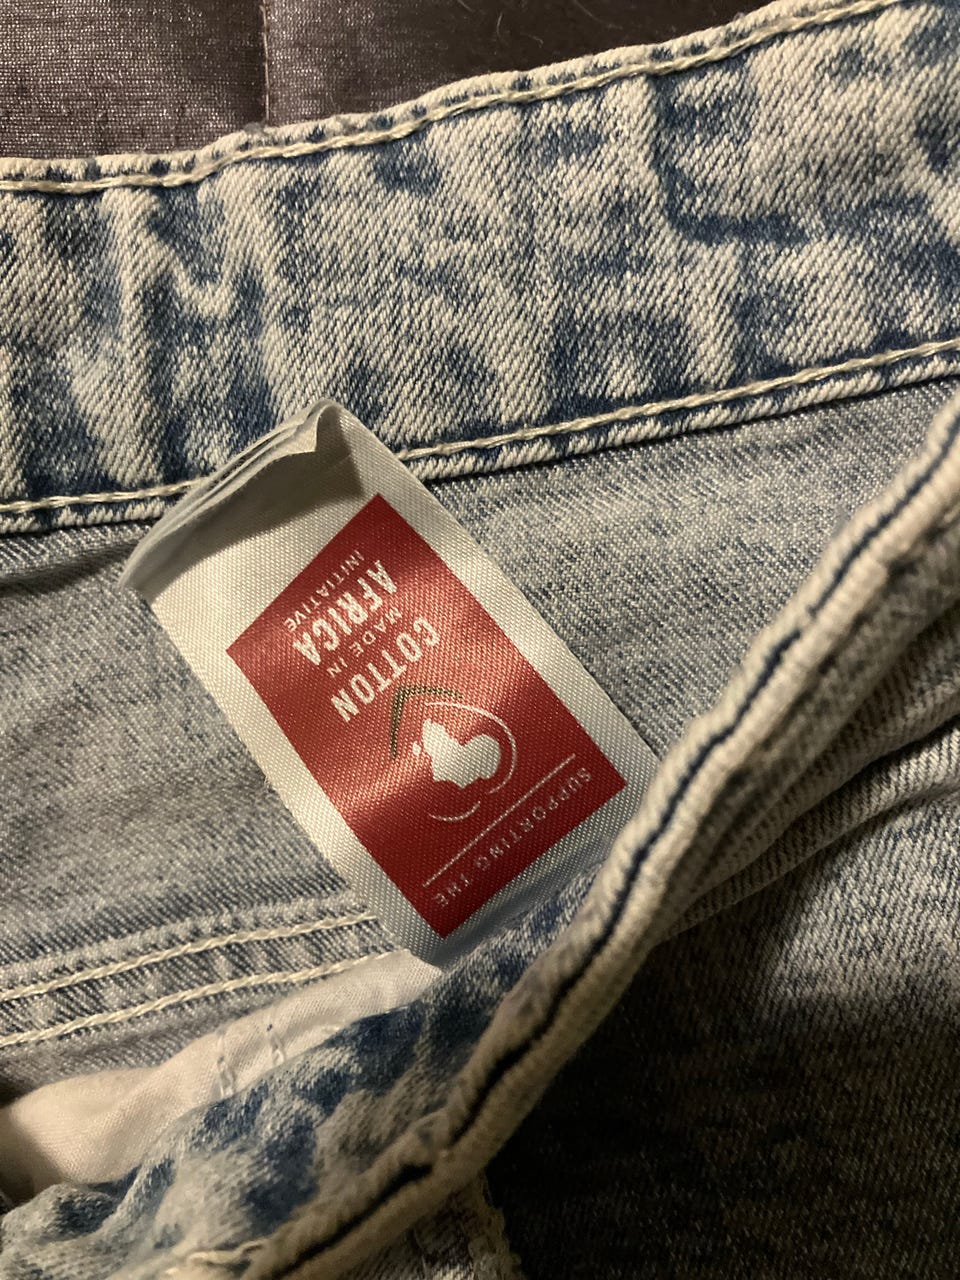 SUPPORTING THE
COTTON
MADE IN
AFRICA
INITIATIVE